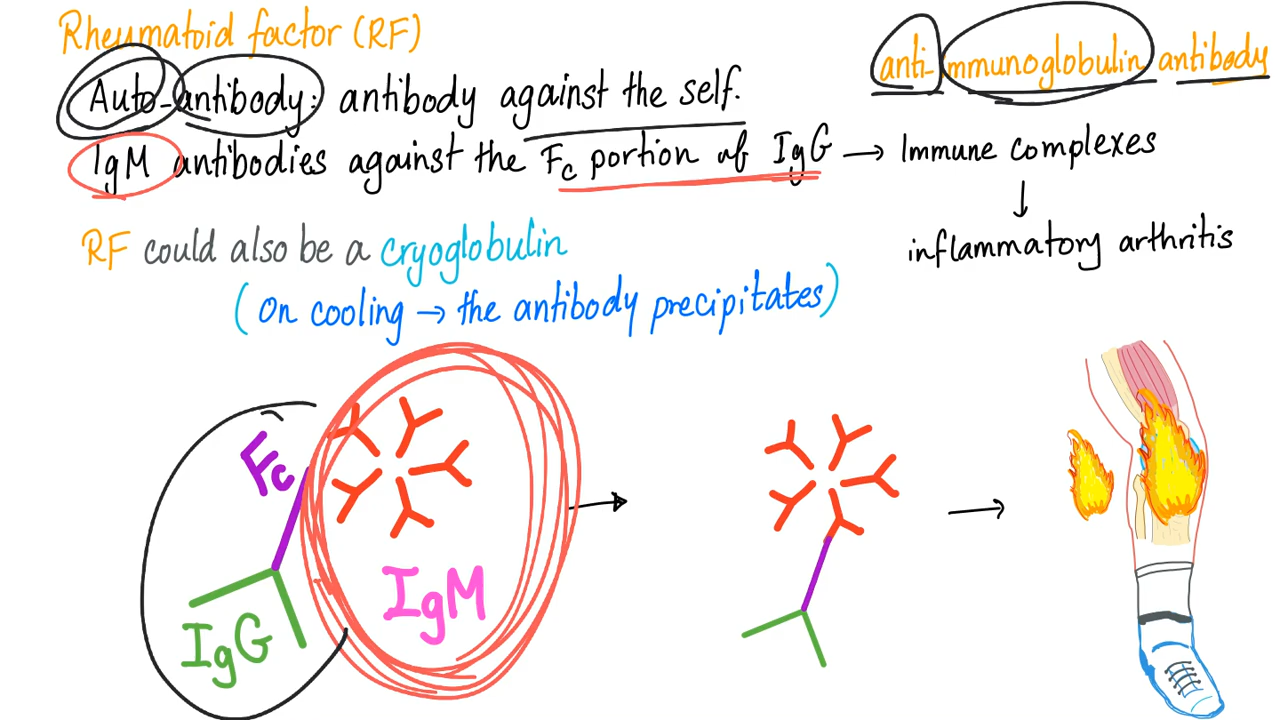 Rheumatoid factor (RF)
anti-mmunoglobulin antibody
Auto-antibody: antibody against the self.
IgM antibodies against the Fc portion of IgG → Immune complexes
↓
inflammatory arthritis
RF could also be a cryoglobulin
(On cooling → the antibody precipitates)
Fc
IgG
IgM